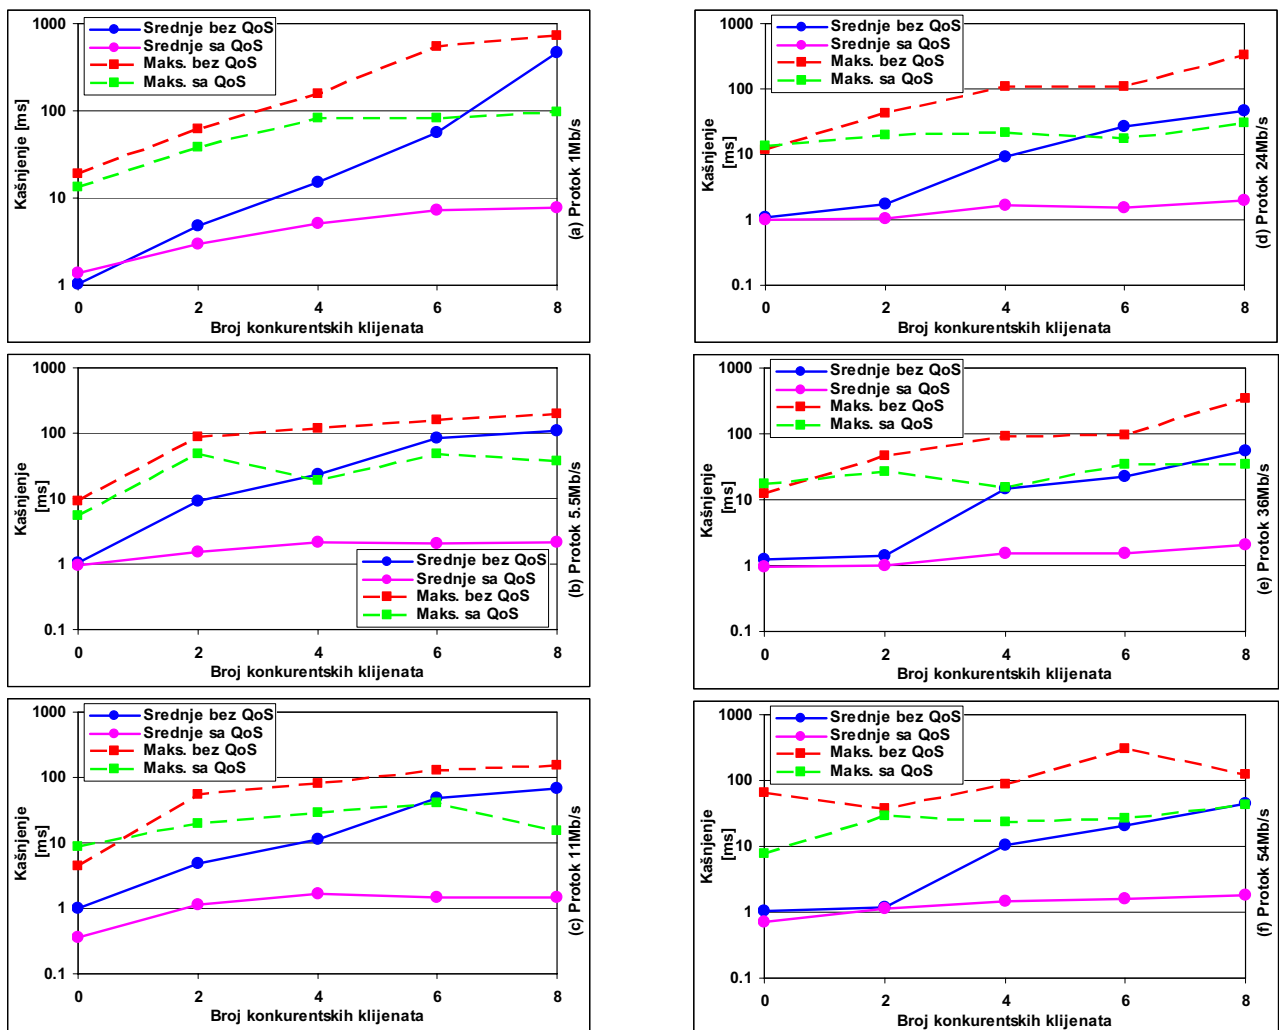 1000
100
10
1
Kašnjenje [ms]
Srednje bez QoS
Srednje sa QoS
Maks. bez QoS
Maks. sa QoS
0 2 4 6 8
Broj konkurentskih klijenata
(a) Protok 1Mb/s
1000
100
10
1
0.1
Kašnjenje
[ms]
Srednje bez QoS
Srednje sa QoS
Maks. bez QoS
Maks. sa QoS
0 2 4 6 8
Broj konkurentskih klijenata
(b) Protok 5.5Mb/s
1000
100
10
1
0.1
Kašnjenje
[ms]
Srednje bez QoS
Srednje sa QoS
Maks. bez QoS
Maks. sa QoS
0 2 4 6 8
Broj konkurentskih klijenata
(c) Protok 11Mb/s
1000
100
10
1
0.1
Kašnjenje
[ms]
Srednje bez QoS
Srednje sa QoS
Maks. bez QoS
Maks. sa QoS
0 2 4 6 8
Broj konkurentskih klijenata
(d) Protok 24Mb/s
1000
100
10
1
0.1
Kašnjenje
[ms]
Srednje bez QoS
Srednje sa QoS
Maks. bez QoS
Maks. sa QoS
0 2 4 6 8
Broj konkurentskih klijenata
(e) Protok 36Mb/s
1000
100
10
1
0.1
Kašnjenje
[ms]
Srednje bez QoS
Srednje sa QoS
Maks. bez QoS
Maks. sa QoS
0 2 4 6 8
Broj konkurentskih klijenata
(f) Protok 54Mb/s